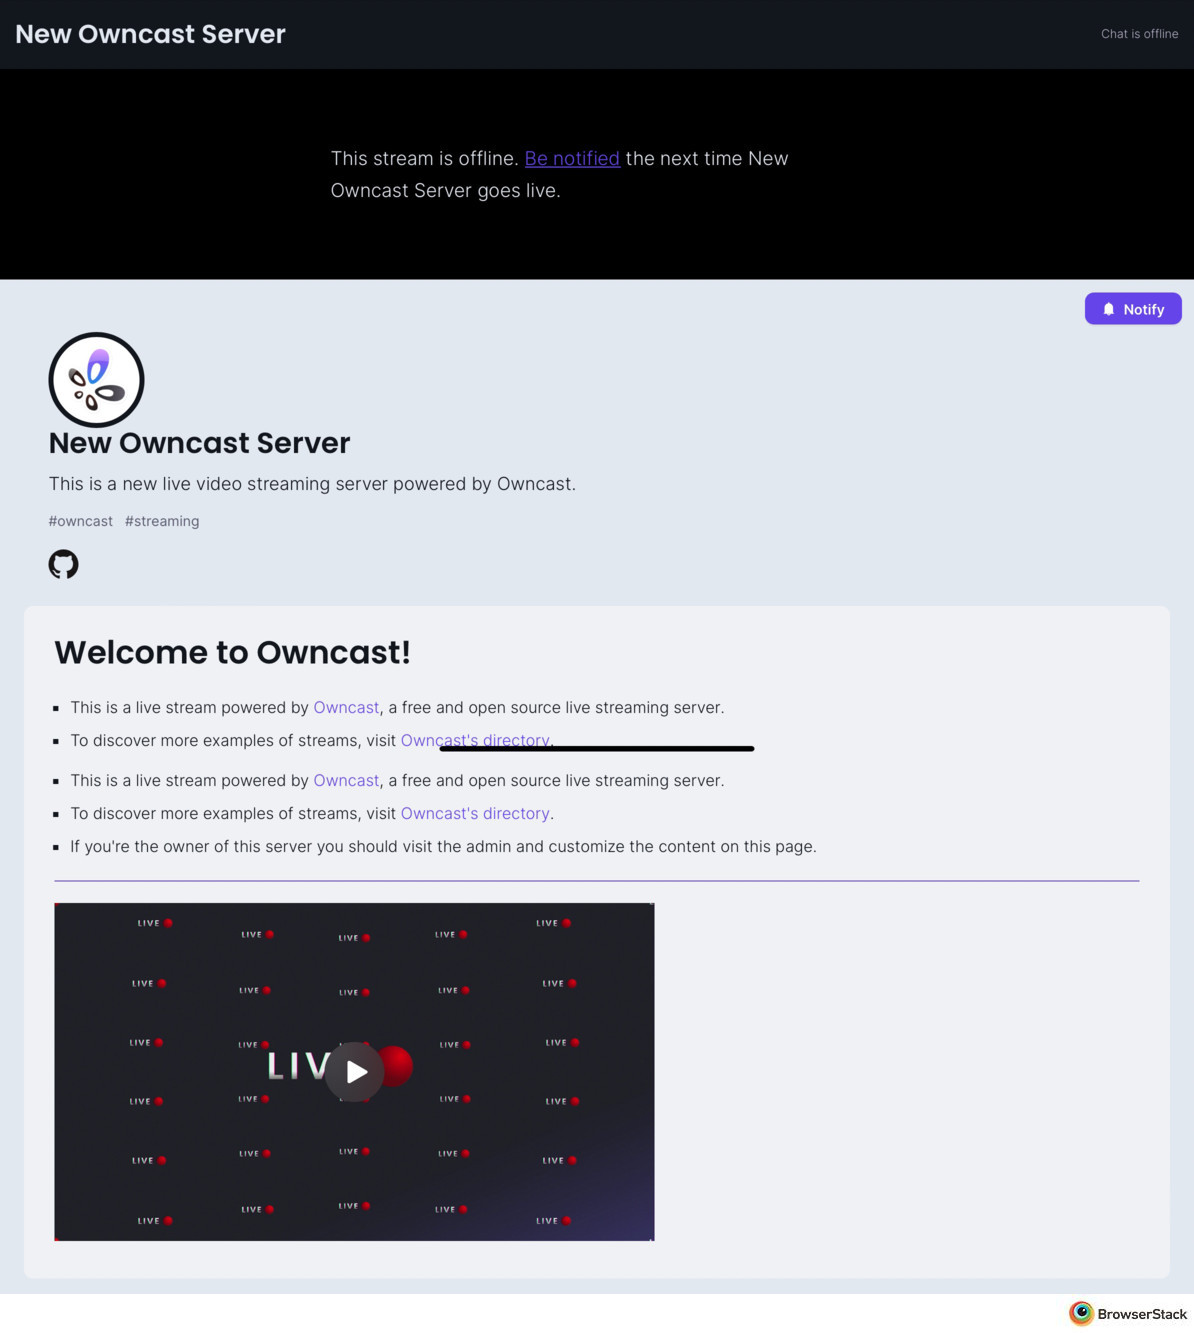 New Owncast Server
Chat is offline
This stream is offline. Be notified the next time New
Owncast Server goes live.
Notify
New Owncast Server
This is a new live video streaming server powered by Owncast.
#owncast #streaming
Welcome to Owncast!
This is a live stream powered by Owncast, a free and open source live streaming server.
To discover more examples of streams, visit Owncast's directory.
This is a live stream powered by Owncast, a free and open source live streaming server.
To discover more examples of streams, visit Owncast's directory.
If you're the owner of this server you should visit the admin and customize the content on this page.
LIVE LIVE LIVE LIVE LIVE
LIVE LIVE LIVE LIVE LIVE
LIVE LIVE LIVE LIVE
LIV
LIVE LIVE LIVE LIVE
LIVE LIVE LIVE LIVE LIVE
LIVE LIVE LIVE LIVE LIVE
BrowserStack